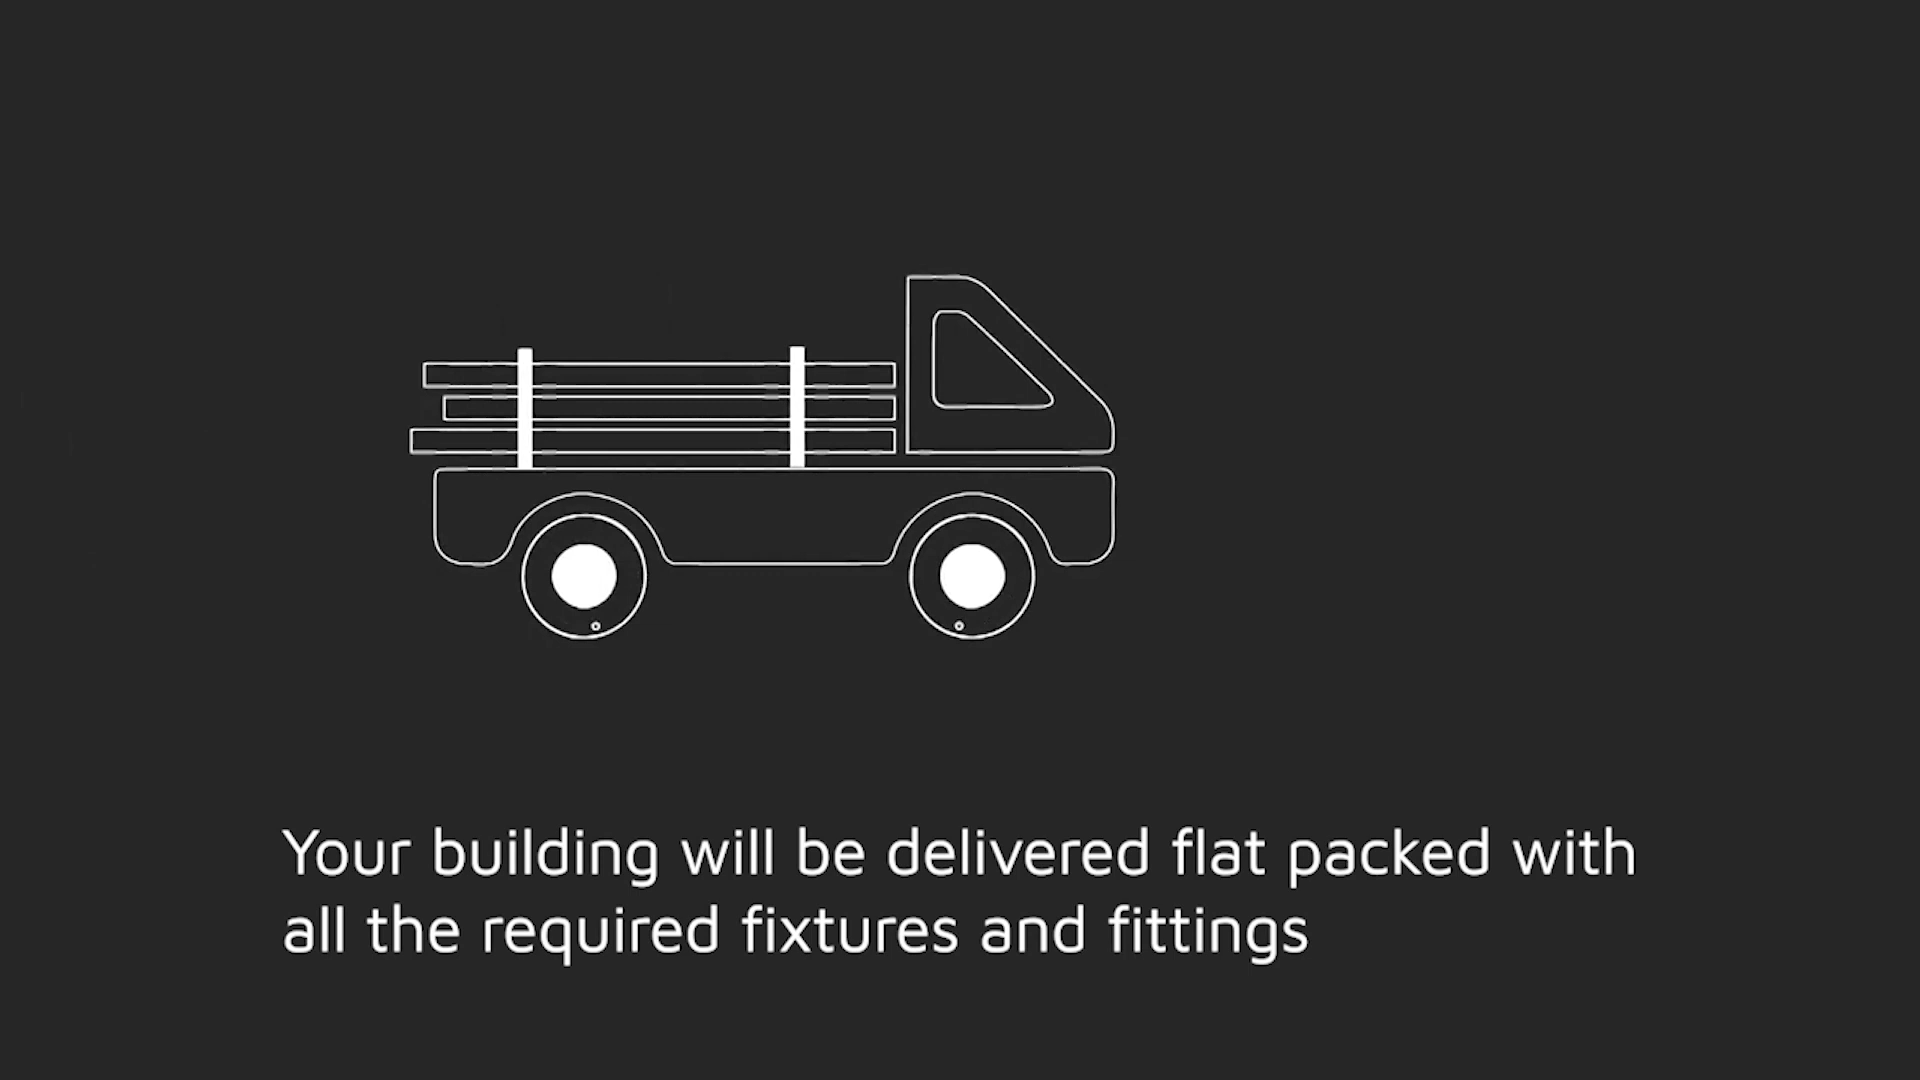 Your building will be delivered flat packed with
all the required fixtures and fittings